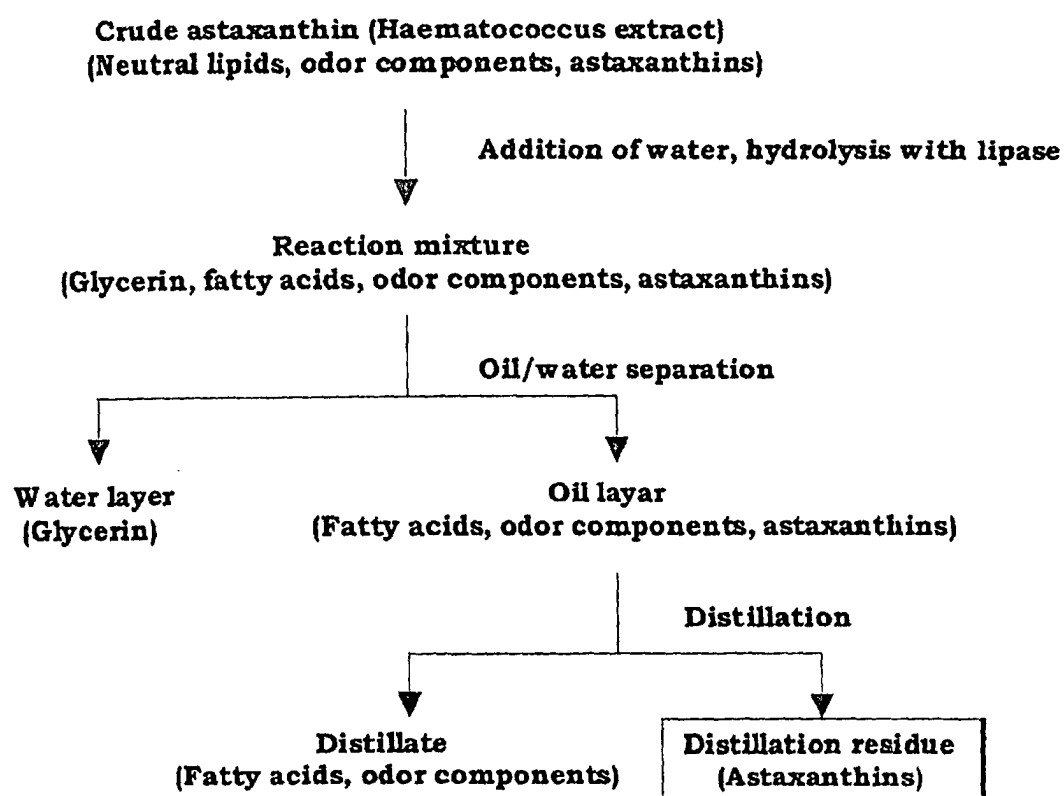 Crude astaxanthin (Haematococcus extract)
(Neutral lipids, odor components, astaxanthins)
Addition of water, hydrolysis with lipase
Reaction mixture
(Glycerin, fatty acids, odor components, astaxanthins)
Oil/water separation
Water layer
(Glycerin)
Oil layar
(Fatty acids, odor components, astaxanthins)
Distillation
Distillate
(Fatty acids, odor components)
Distillation residue
(Astaxanthins)